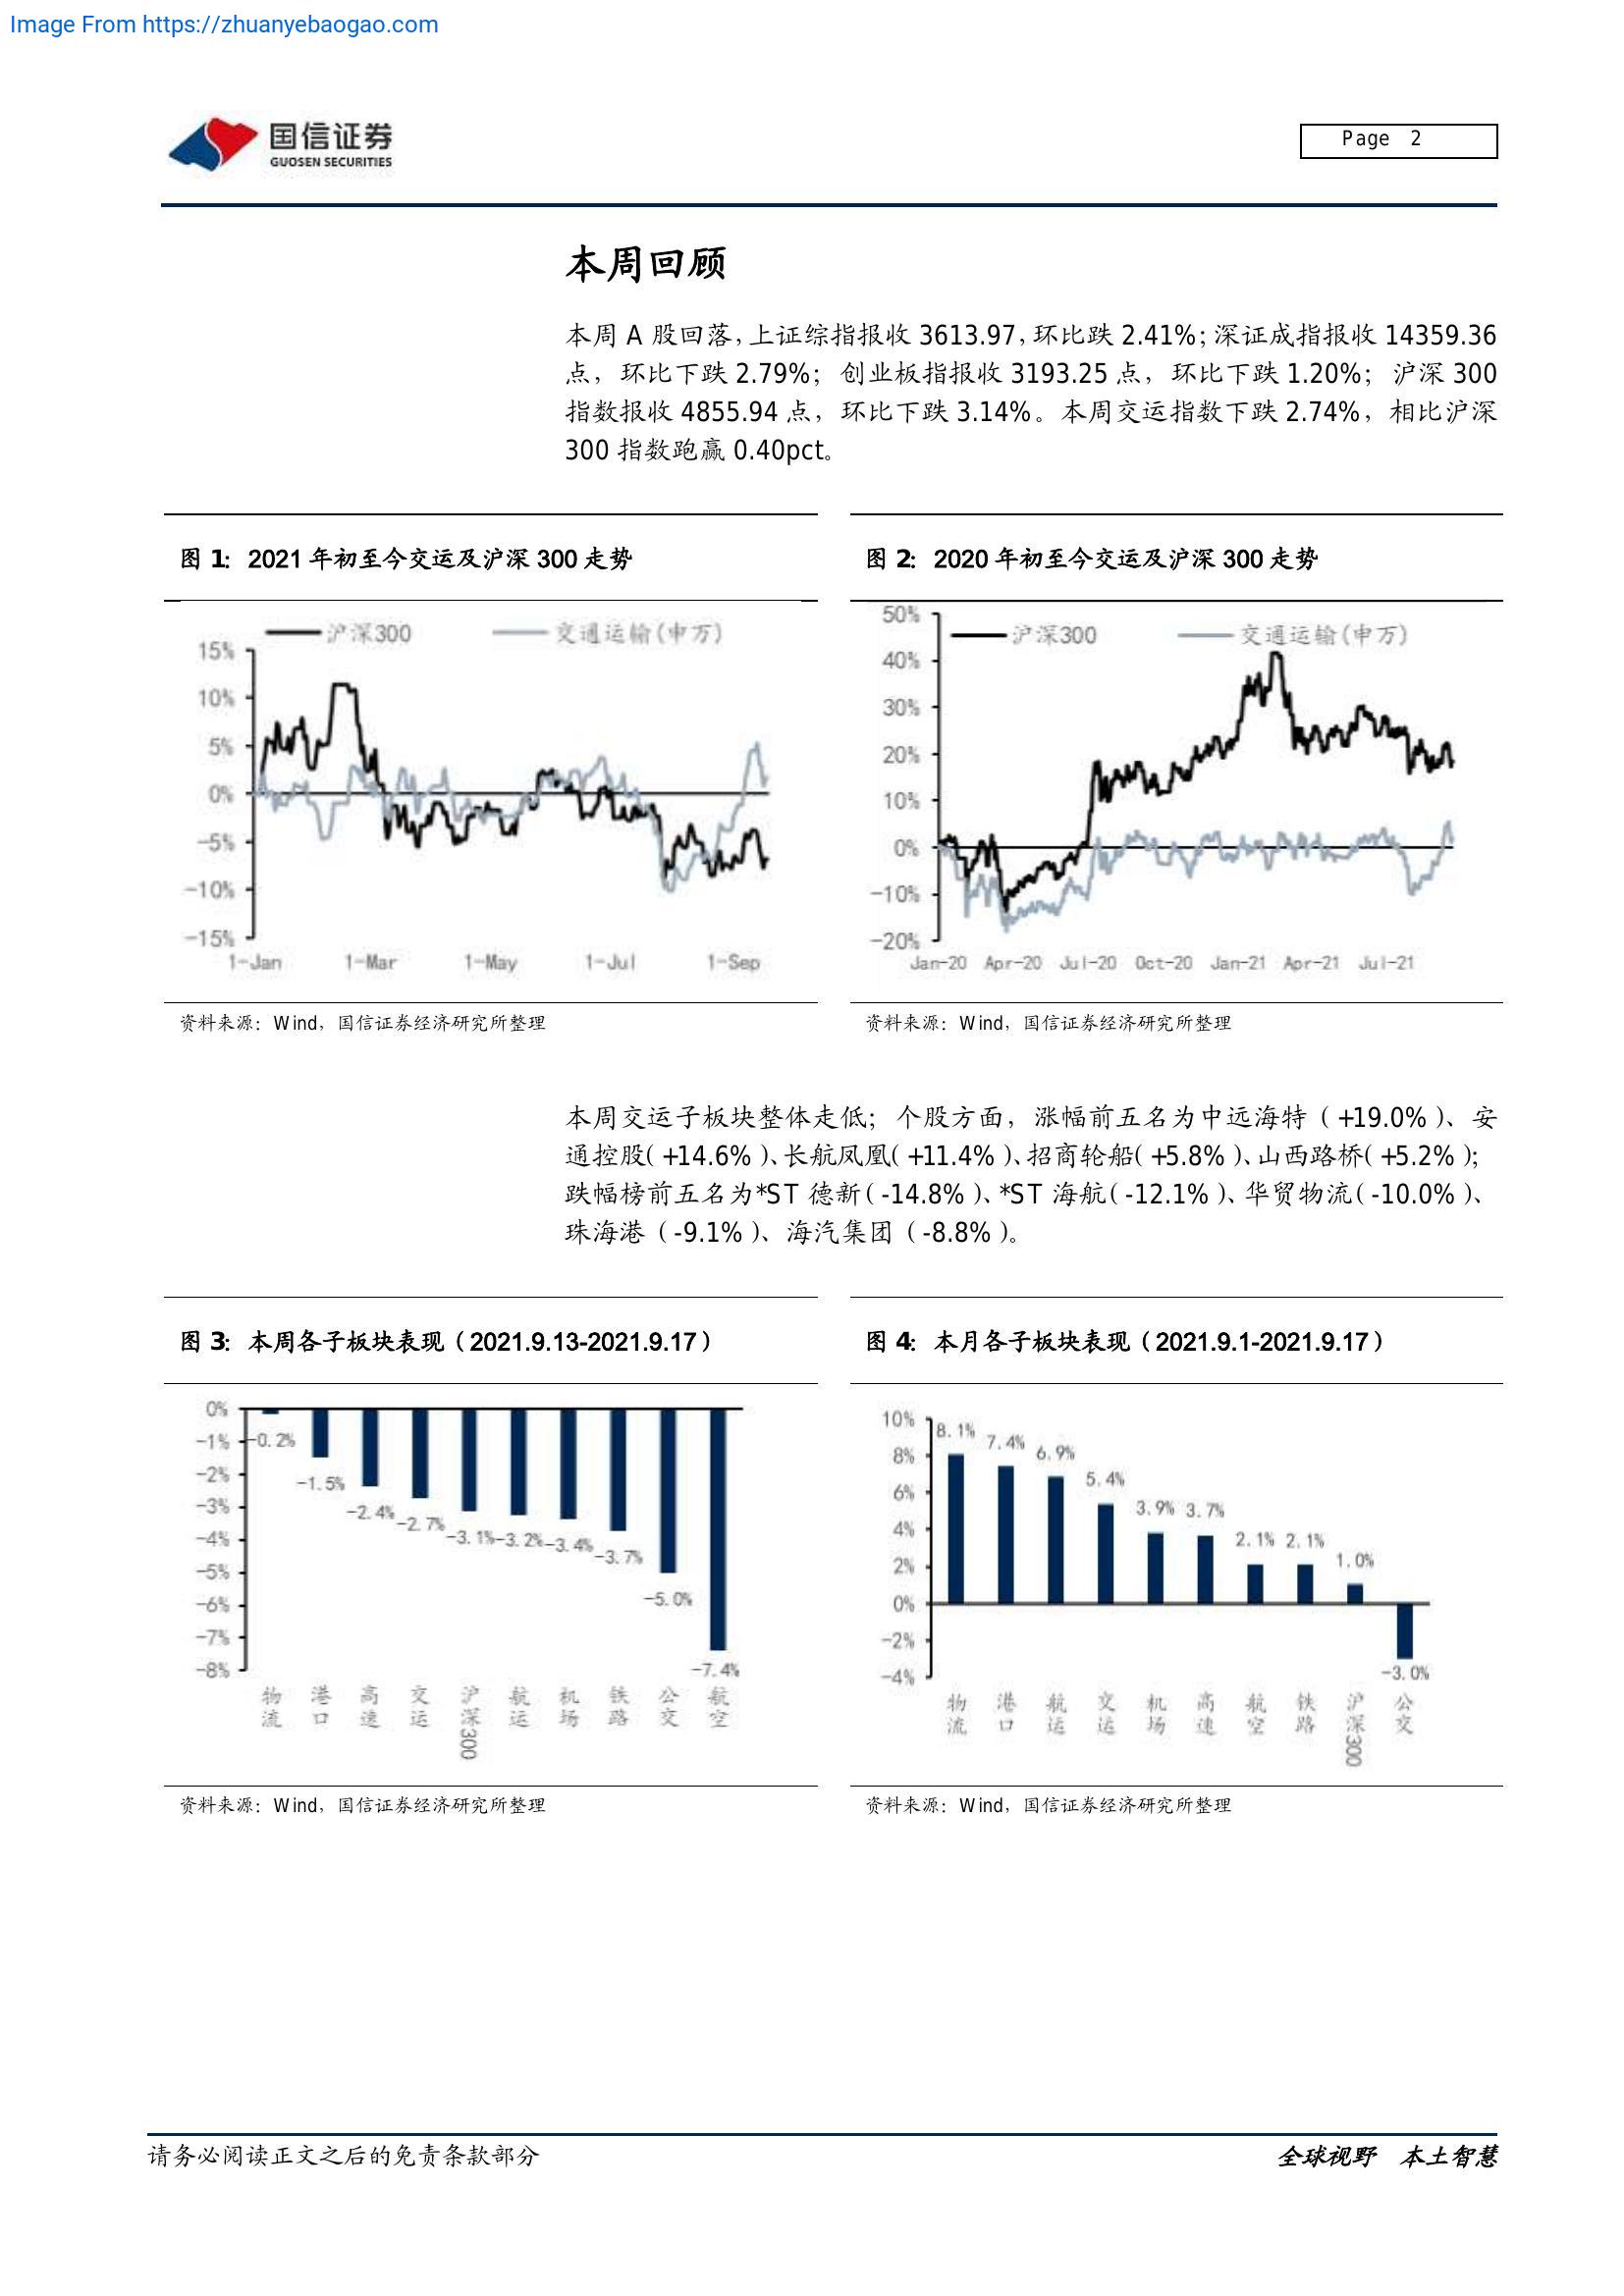 Image From https://zhuanyebaogao.com
国信证券
GUOSEN SECURITIES
Page 2
本周回顾
本周 A 股回落，上证综指报收 3613.97，环比跌 2.41%；深证成指报收 14359.36
点，环比下跌 2.79%；创业板指报收 3193.25 点，环比下跌 1.20%；沪深 300
指数报收 4855.94 点，环比下跌 3.14%。本周交运指数下跌 2.74%，相比沪深
300 指数跑赢 0.40pct。
图 1：2021 年初至今交运及沪深 300 走势
沪深300 交通运输(申万)
15%
10%
5%
0%
-5%
-10%
-15%
1-Jan 1-Mar 1-May 1-Jul 1-Sep
资料来源：Wind，国信证券经济研究所整理
图 2：2020 年初至今交运及沪深 300 走势
沪深300 交通运输(申万)
50%
40%
30%
20%
10%
0%
-10%
-20%
Jan-20 Apr-20 Jul-20 Oct-20 Jan-21 Apr-21 Jul-21
资料来源：Wind，国信证券经济研究所整理
本周交运子板块整体走低；个股方面，涨幅前五名为中远海特（+19.0%）、安
通控股（+14.6%）、长航凤凰（+11.4%）、招商轮船（+5.8%）、山西路桥（+5.2%）；
跌幅榜前五名为*ST 德新（-14.8%）、*ST 海航（-12.1%）、华贸物流（-10.0%）、
珠海港（-9.1%）、海汽集团（-8.8%）。
图 3：本周各子板块表现（2021.9.13-2021.9.17）
0%
-1%
-2%
-3%
-4%
-5%
-6%
-7%
-8%
-0.2% -1.5% -2.4% -2.7% -3.1% -3.2% -3.4% -3.7% -5.0% -7.4%
物流 港口 高速 交运 沪深300 航运 机场 铁路 公交 航空
资料来源：Wind，国信证券经济研究所整理
图 4：本月各子板块表现（2021.9.1-2021.9.17）
10%
8%
6%
4%
2%
0%
-2%
-4%
8.1% 7.4% 6.9% 5.4% 3.9% 3.7% 2.1% 2.1% 1.0% -3.0%
物流 港口 航运 交运 机场 高速 航空 铁路 沪深300 公交
资料来源：Wind，国信证券经济研究所整理
请务必阅读正文之后的免责条款部分
全球视野 本土智慧